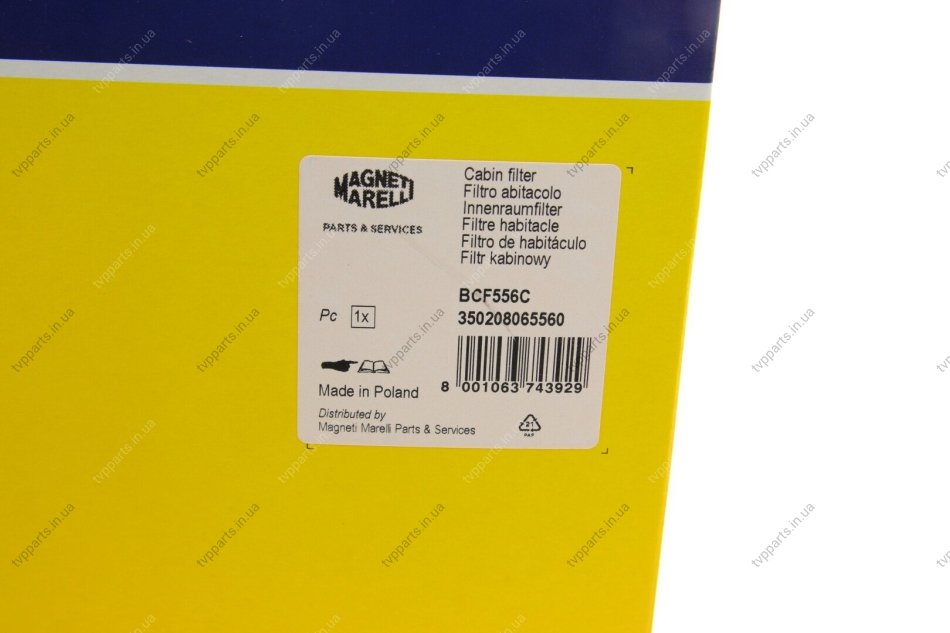 MAGNETI
MARELLI
PARTS & SERVICES
Cabin filter
Filtro abitacolo
Innenraumfilter
Filtre habitacle
Filtro de habitáculo
Filtr kabinowy
BCF556C
350208065560
Pc 1x
8 001063 743929
Made in Poland
Distributed by
Magneti Marelli Parts & Services
21
PAP
tvpparts.in.ua